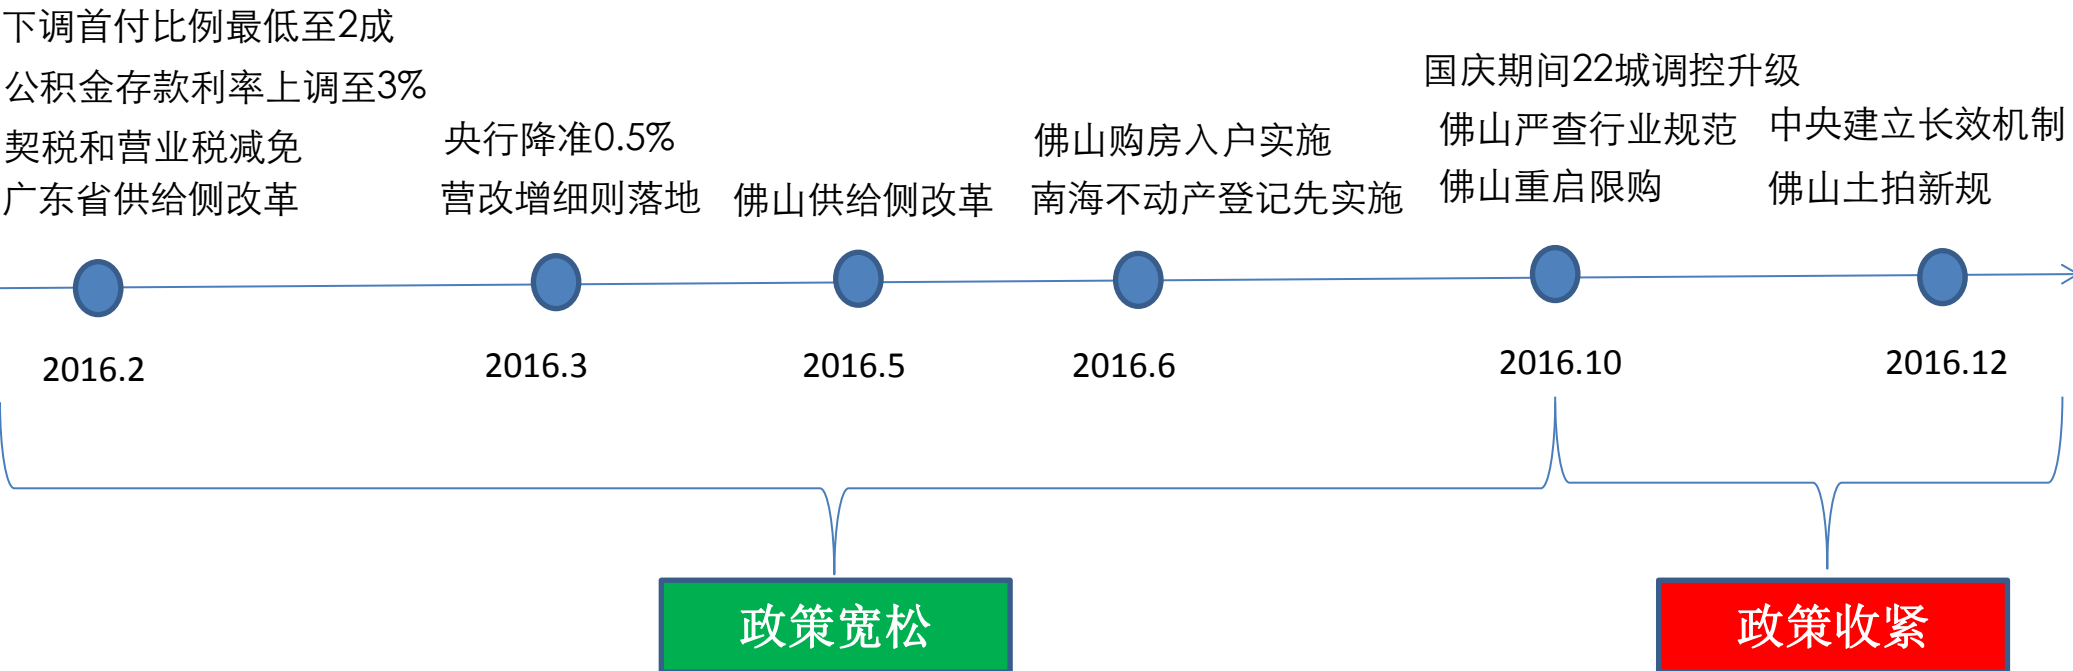 下调首付比例最低至2成
公积金存款利率上调至3%
契税和营业税减免
广东省供给侧改革
央行降准0.5%
营改增细则落地
佛山供给侧改革
佛山购房入户实施
南海不动产登记先实施
国庆期间22城调控升级
佛山严查行业规范
佛山重启限购
中央建立长效机制
佛山土拍新规
2016.2
2016.3
2016.5
2016.6
2016.10
2016.12
政策宽松
政策收紧